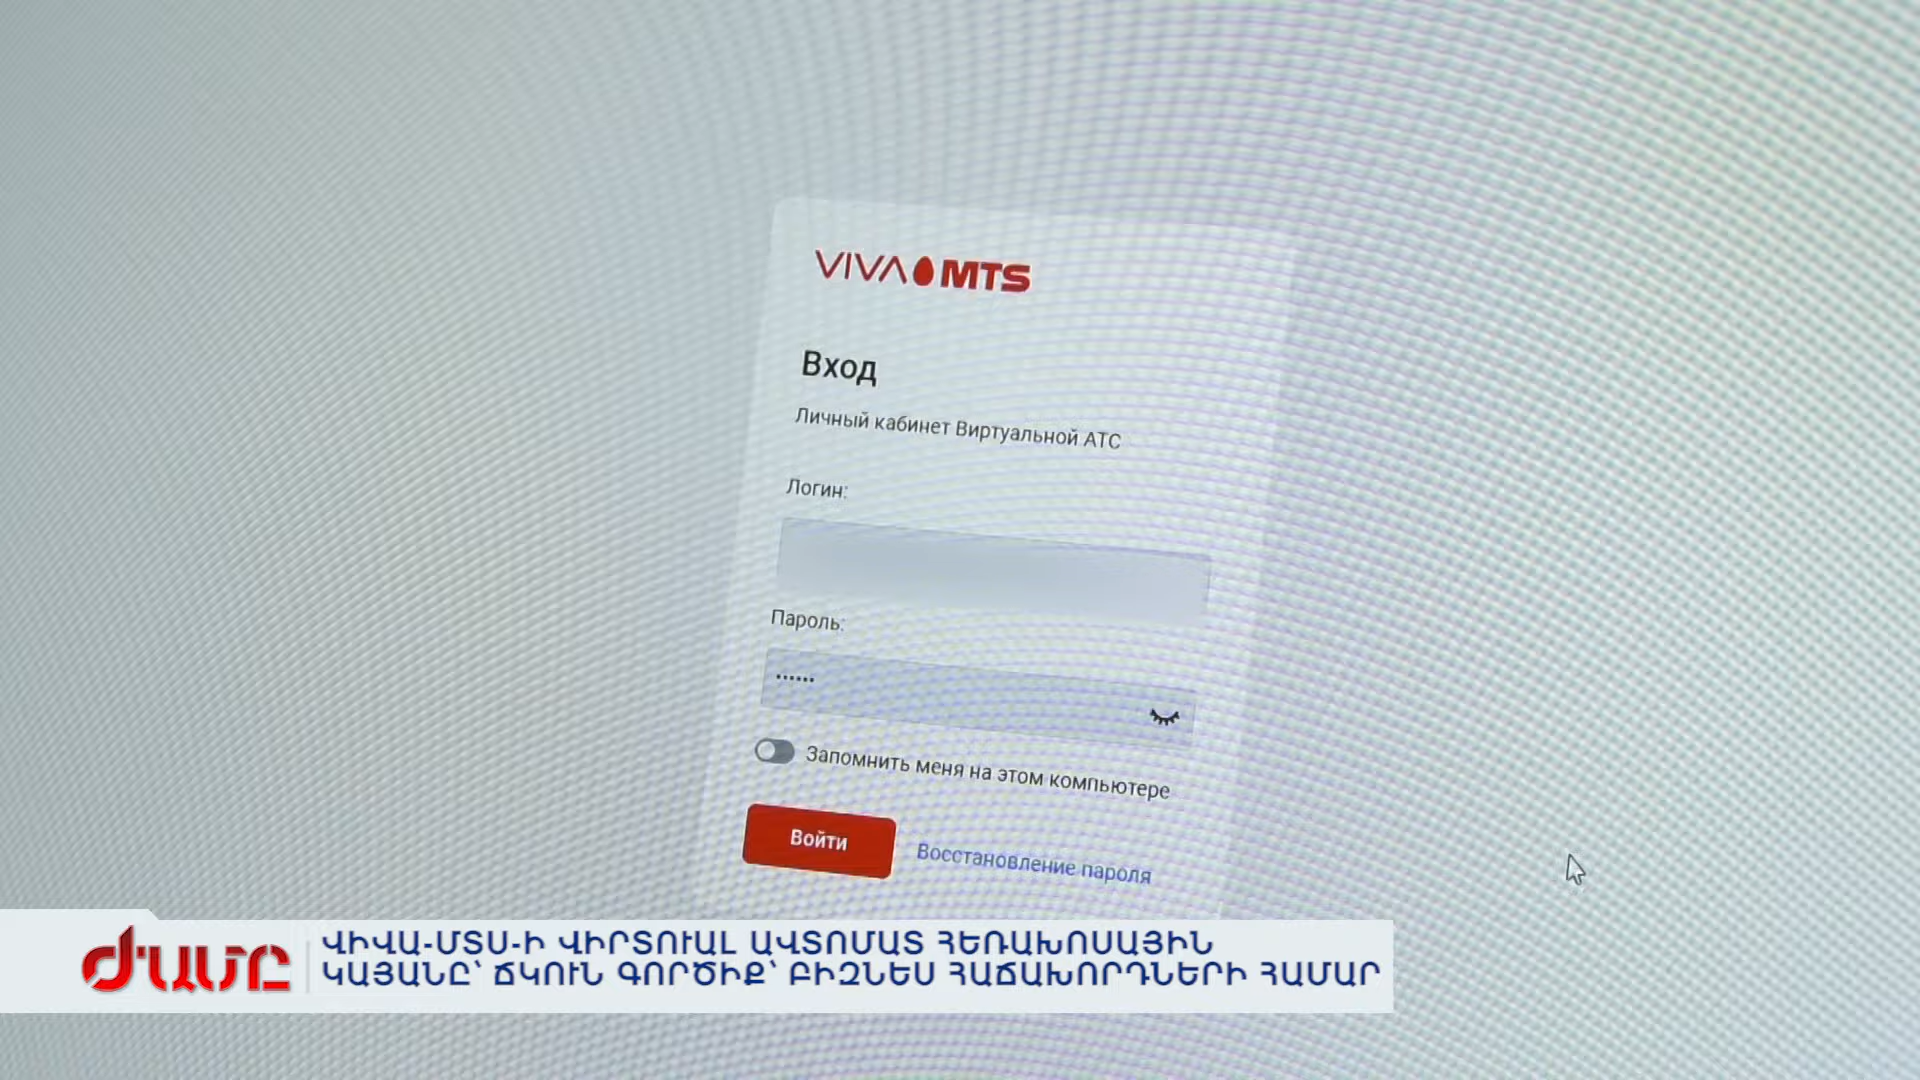 VIVA MTS
Вход
Личный кабинет Виртуальной АТС
Логин:
Пароль:
••••••
Запомнить меня на этом компьютере
Войти
Восстановление пароля
ժամը
ՎԻՎԱ-ՄՏՍ-Ի ՎԻՐՏՈՒԱԼ ԱՎՏՈՄԱՏ ՀԵՌԱԽՈՍԱՅԻՆ
ԿԱՅԱՆԸ՝ ՃԿՈՒՆ ԳՈՐԾԻՔ՝ ԲԻԶՆԵՍ ՀԱՃԱԽՈՐԴՆԵՐԻ ՀԱՄԱՐ